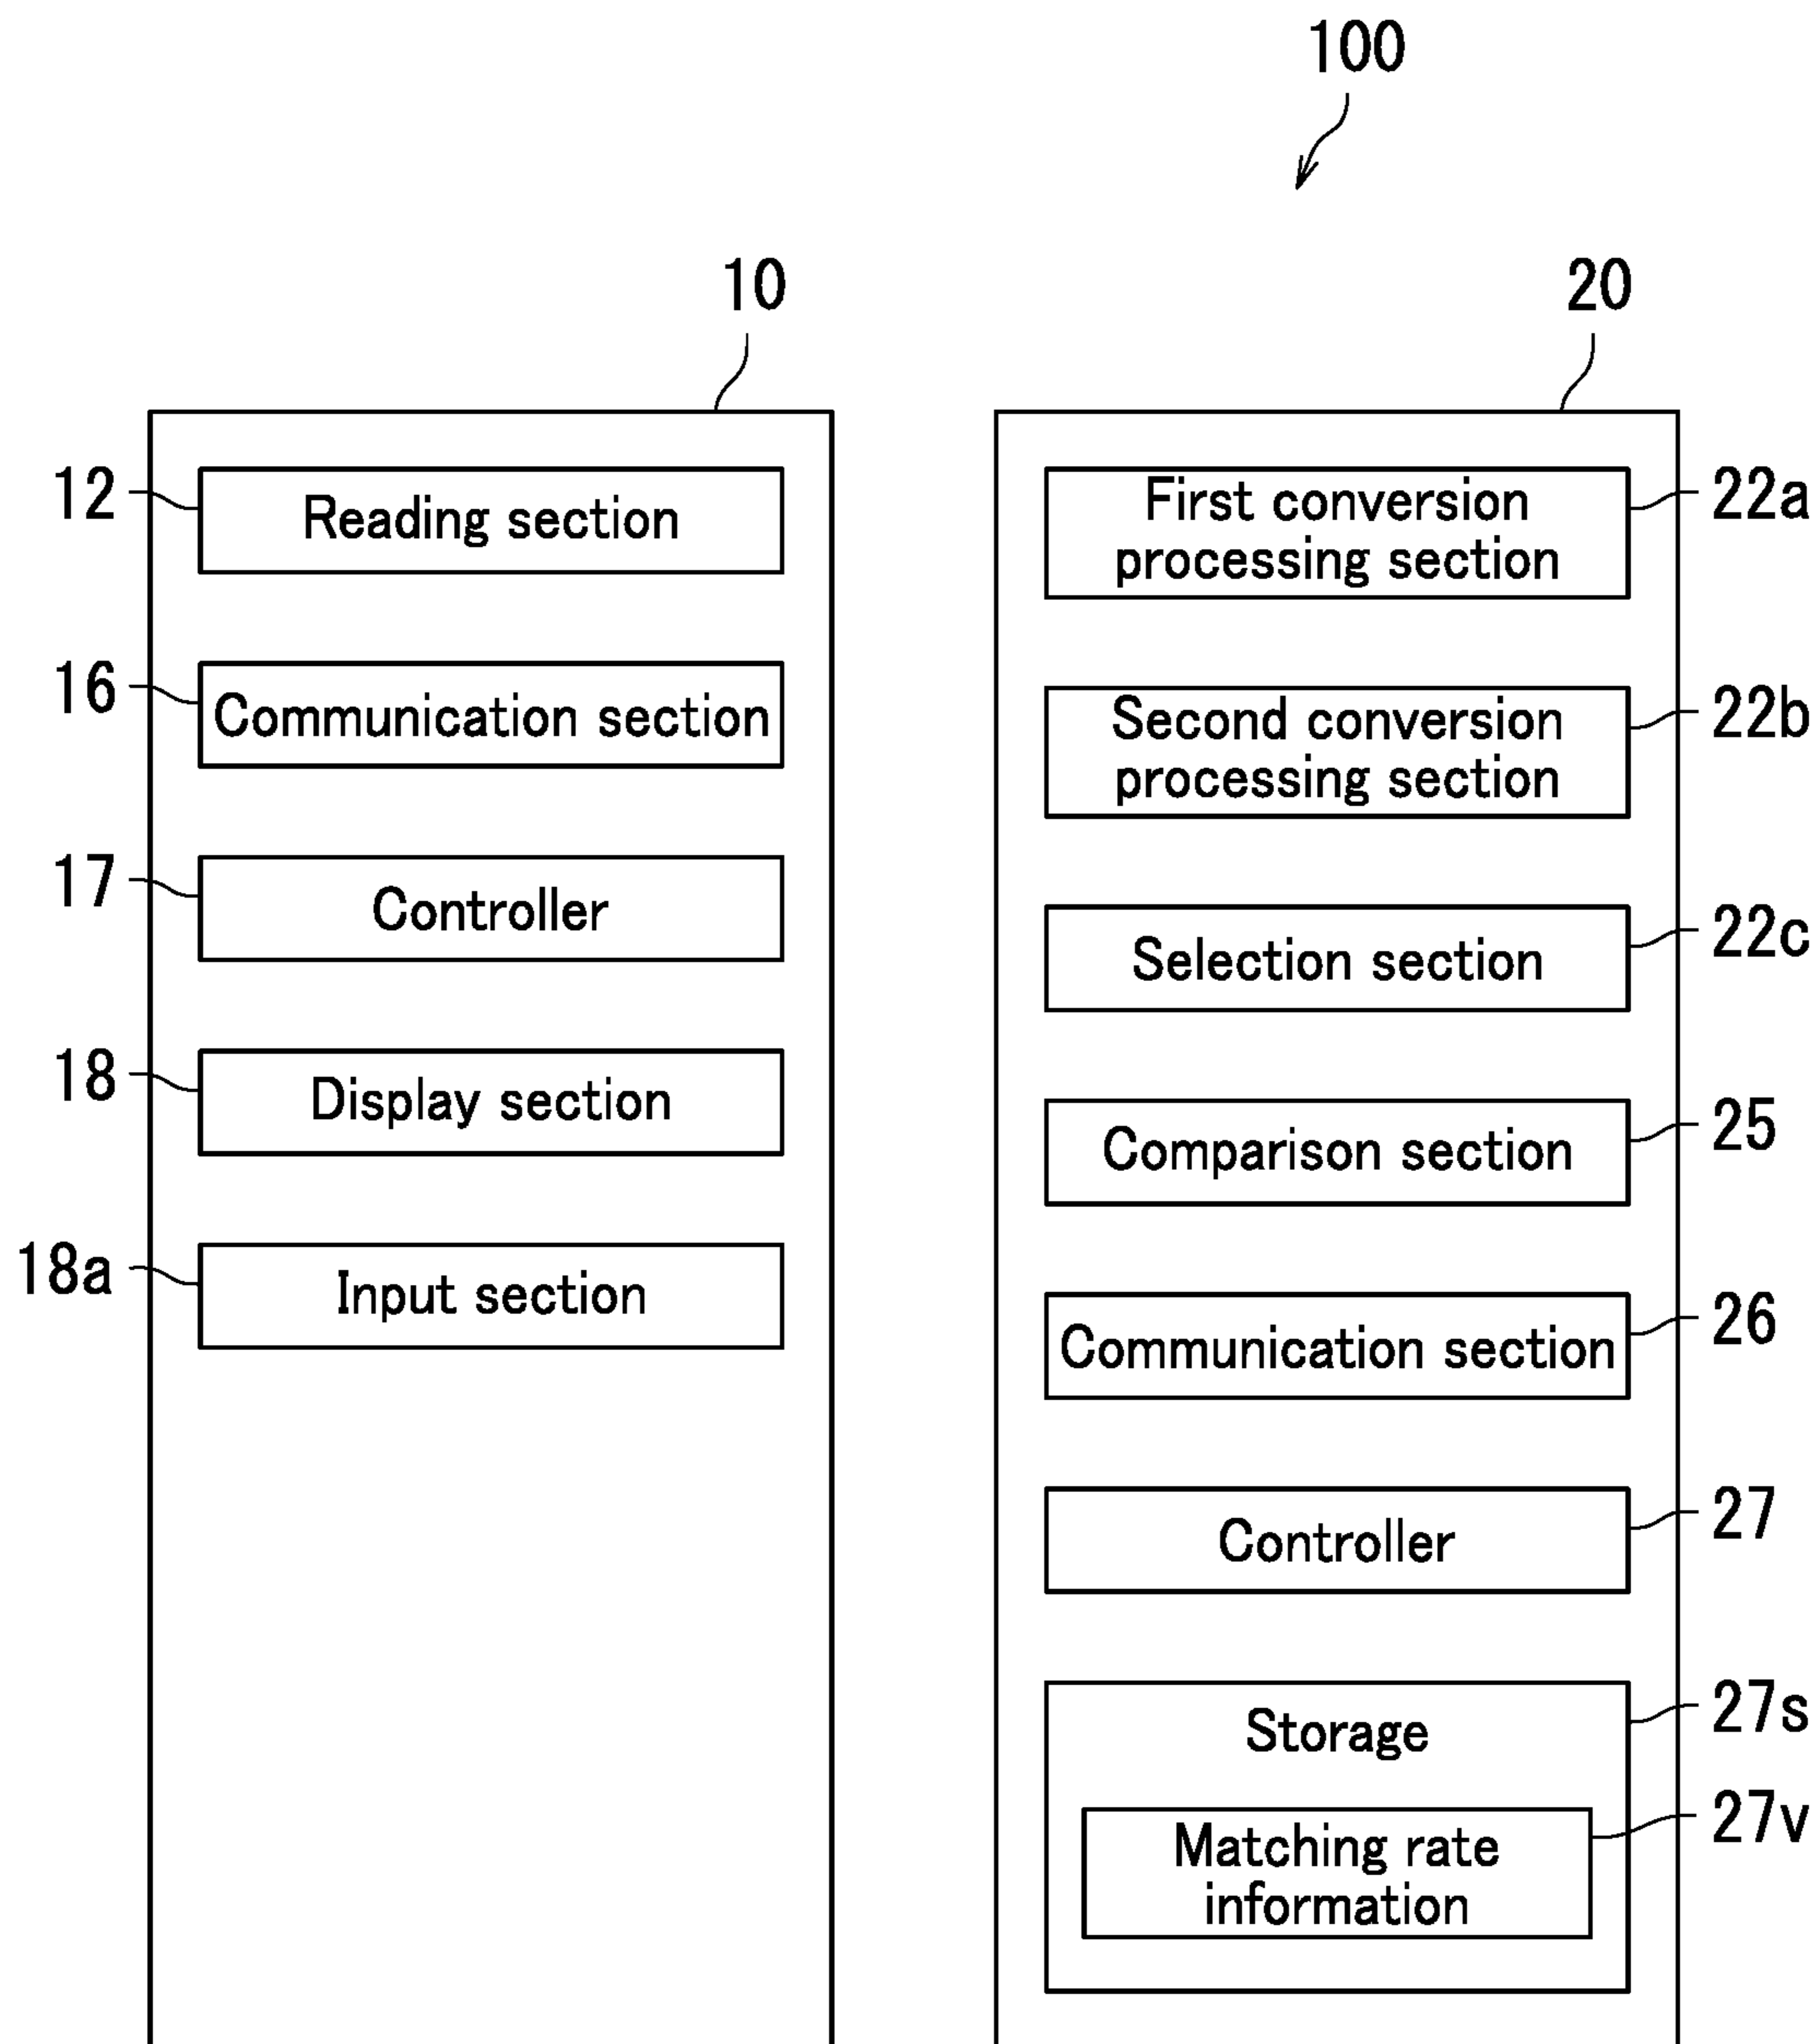 100
10
12
Reading section
16
Communication section
17
Controller
18
Display section
18a
Input section
20
First conversion
processing section
22a
Second conversion
processing section
22b
Selection section
22c
Comparison section
25
Communication section
26
Controller
27
Storage
27s
Matching rate
information
27v